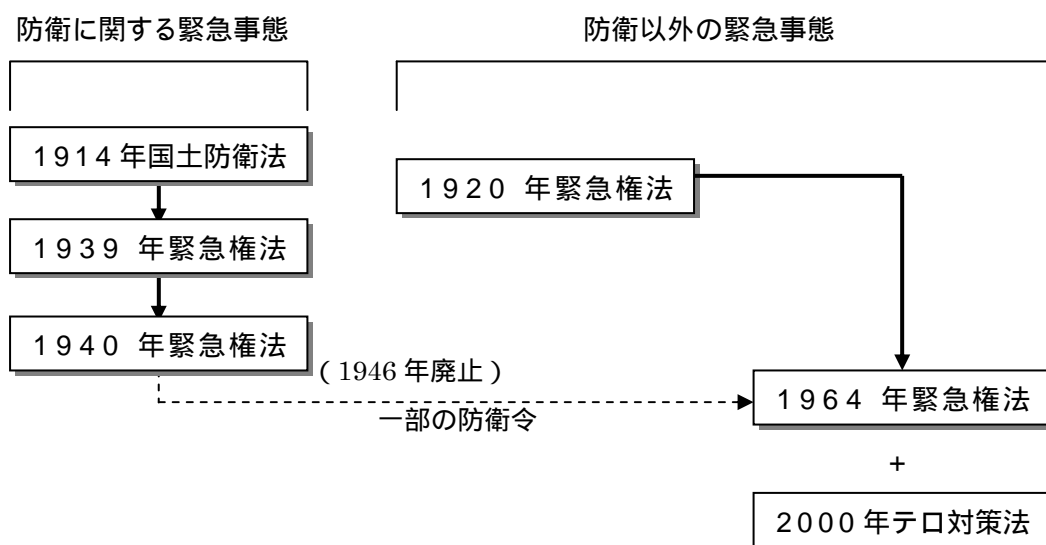 防衛に関する緊急事態
防衛以外の緊急事態
1914年国土防衛法
1920 年緊急権法
1939 年緊急権法
1940 年緊急権法
(1946年廃止)
一部の防衛令
1964 年緊急権法
+
2000年テロ対策法